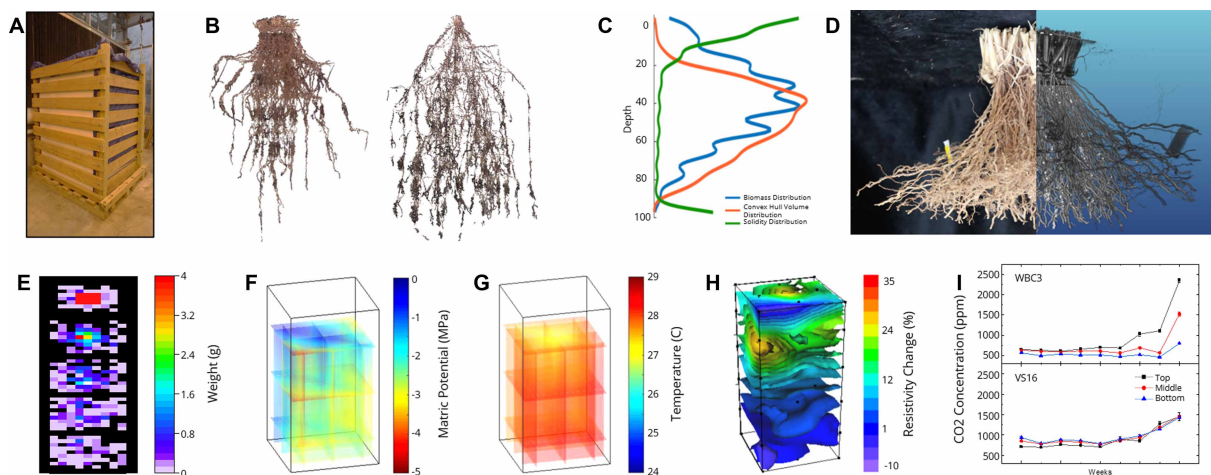 A
B
C
D
0
20
40
60
80
100
Depth
Biomass Distribution
Convex Hull Volume
Distribution
Solidity Distribution
E
4
3.2
2.4
1.6
0.8
0
Weight (g)
F
0
-1
-2
-3
-4
-5
Matric Potential (MPa)
G
29
28
27
26
25
24
Temperature (C)
H
35
24
12
1
-10
Resistivity Change (%)
I
CO2 Concentration (ppm)
2500
2000
1500
1000
500
WBC3
2500
2000
1500
1000
500
VS16
Top
Middle
Bottom
Weeks